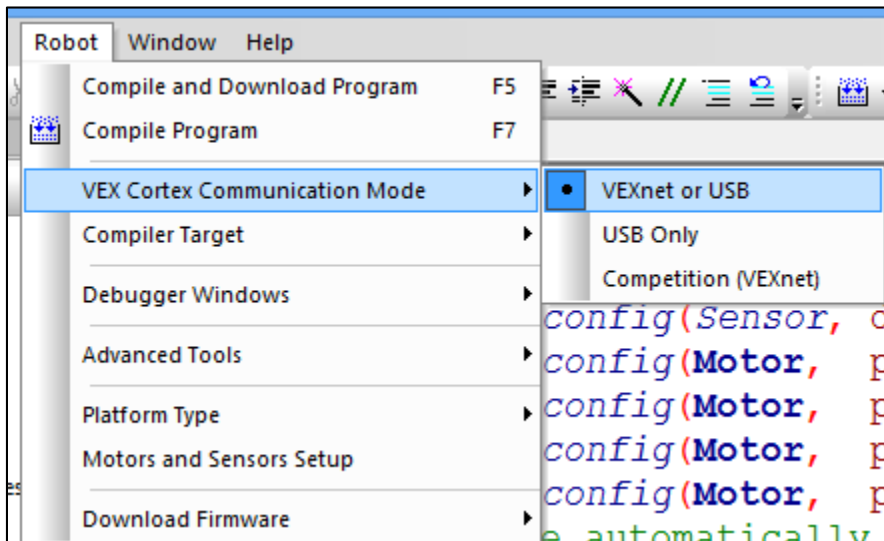 Robot Window Help
Compile and Download Program F5
Compile Program F7
VEX Cortex Communication Mode
VEXnet or USB
Compiler Target
USB Only
Competition (VEXnet)
Debugger Windows
config(Sensor,
Advanced Tools
config(Motor, p
config(Motor, p
Platform Type
config(Motor, p
Motors and Sensors Setup
config(Motor, p
Download Firmware
e automatically